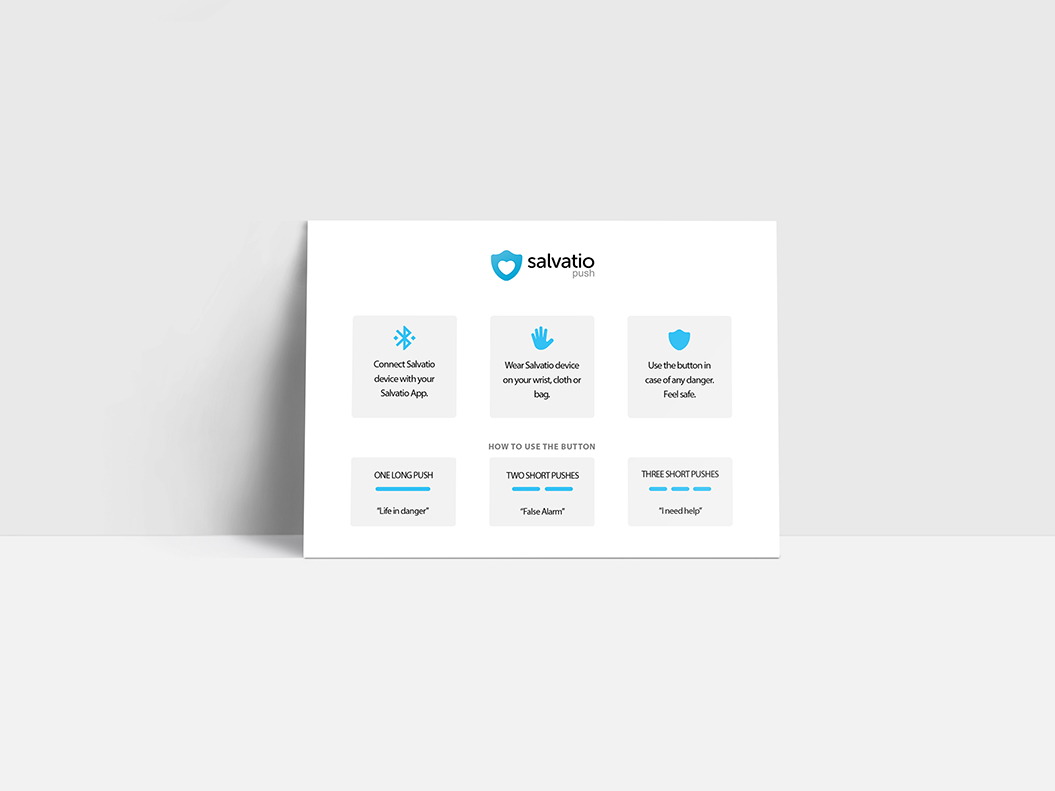 salvatio
push
Connect Salvatio
device with your
Salvatio App.
Wear Salvatio device
on your wrist, cloth or
bag.
Use the button in
case of any danger.
Feel safe.
HOW TO USE THE BUTTON
ONE LONG PUSH
“Life in danger”
TWO SHORT PUSHES
“False Alarm”
THREE SHORT PUSHES
“I need help”